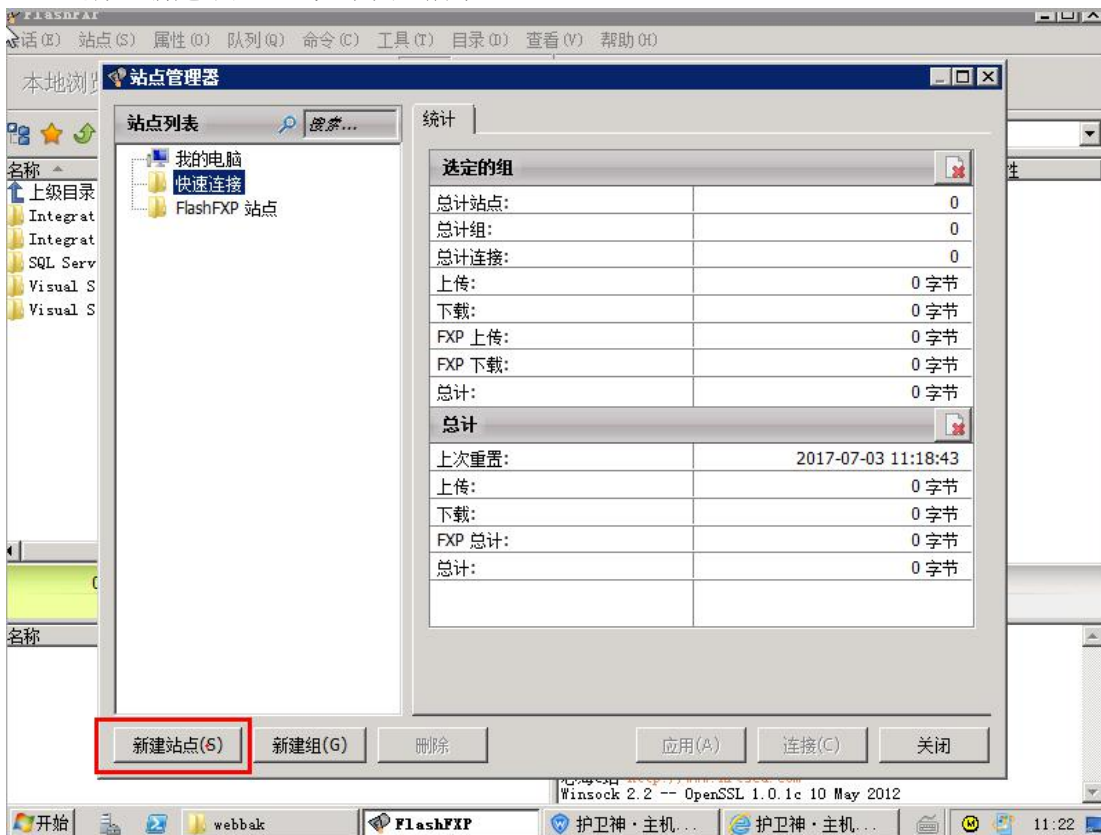 FlashFXP
话(E) 站点(S) 属性(O) 队列(Q) 命令(C) 工具(T) 目录(D) 查看(V) 帮助(H)
本地浏
站点管理器
站点列表 搜索...
统计
名称
上级目录
Integrat
Integrat
SQL Serv
Visual S
Visual S
我的电脑
快速连接
FlashFXP 站点
选定的组
总计站点: 0
总计组: 0
总计连接: 0
上传: 0 字节
下载: 0 字节
FXP 上传: 0 字节
FXP 下载: 0 字节
总计: 0 字节
总计
上次重置: 2017-07-03 11:18:43
上传: 0 字节
下载: 0 字节
FXP 总计: 0 字节
总计: 0 字节
性
名称
新建站点(S) 新建组(G) 删除 应用(A) 连接(C) 关闭
Winsock 2.2 -- OpenSSL 1.0.1c 10 May 2012
开始 webbak FlashFXP 护卫神·主机... 护卫神·主机... 11:22